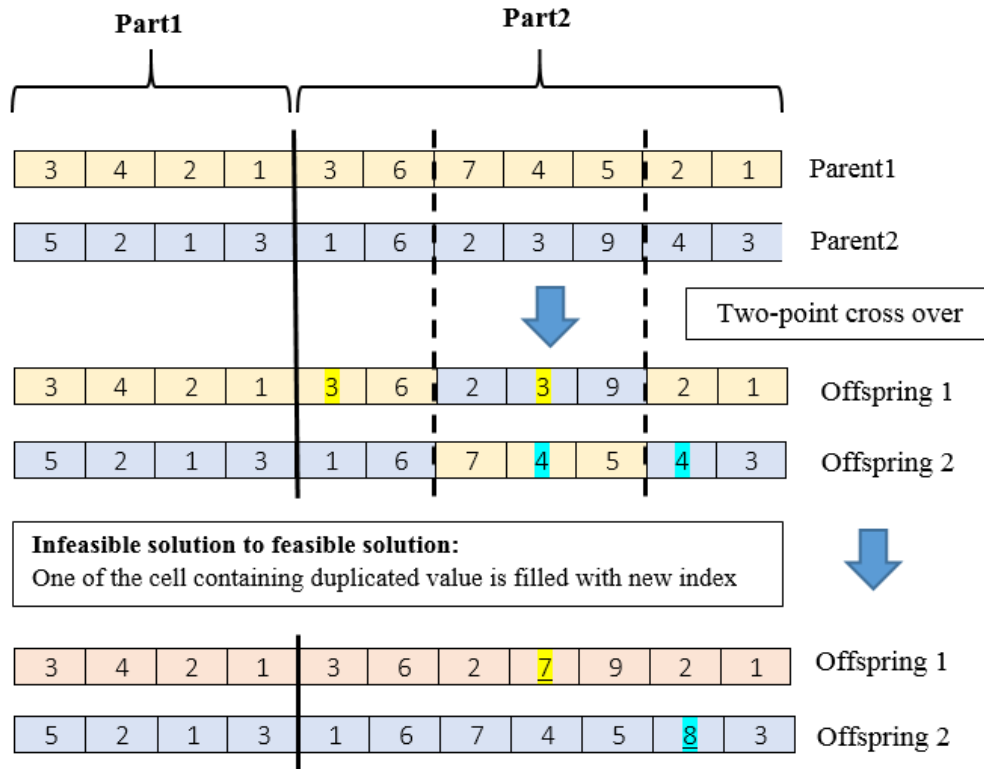 Part1 Part2
3 4 2 1 3 6 7 4 5 2 1 Parent1
5 2 1 3 1 6 2 3 9 4 3 Parent2
Two-point cross over
3 4 2 1 3 6 2 3 9 2 1 Offspring 1
5 2 1 3 1 6 7 4 5 4 3 Offspring 2
Infeasible solution to feasible solution:
One of the cell containing duplicated value is filled with new index
3 4 2 1 3 6 2 7 9 2 1 Offspring 1
5 2 1 3 1 6 7 4 5 8 3 Offspring 2